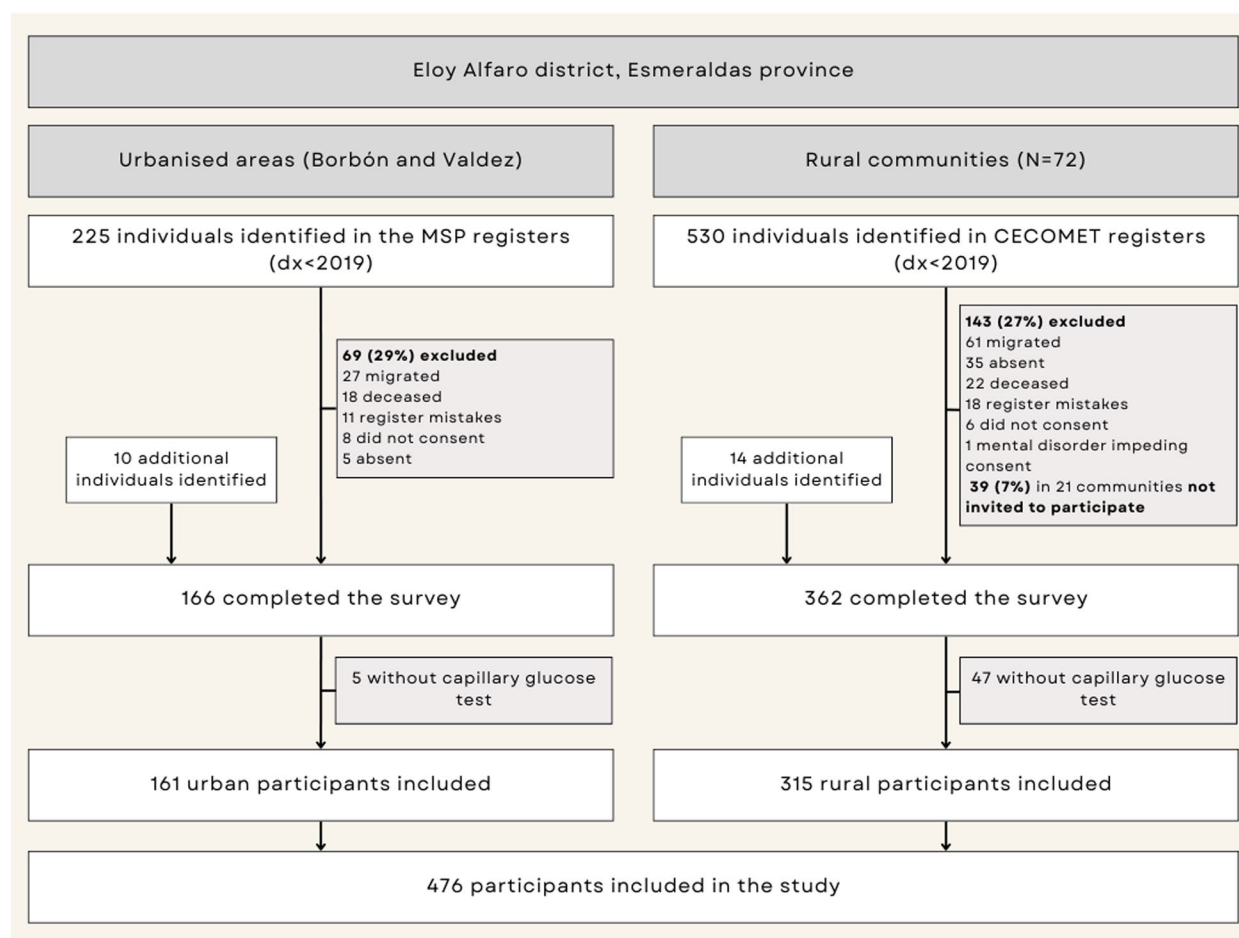 Eloy Alfaro district, Esmeraldas province
Urbanised areas (Borbón and Valdez)
225 individuals identified in the MSP registers
(dx<2019)
69 (29%) excluded
27 migrated
18 deceased
11 register mistakes
8 did not consent
5 absent
10 additional
individuals identified
166 completed the survey
5 without capillary glucose
test
161 urban participants included
Rural communities (N=72)
530 individuals identified in CECOMET registers
(dx<2019)
143 (27%) excluded
61 migrated
35 absent
22 deceased
18 register mistakes
6 did not consent
1 mental disorder impeding
consent
39 (7%) in 21 communities not
invited to participate
14 additional
individuals identified
362 completed the survey
47 without capillary glucose
test
315 rural participants included
476 participants included in the study